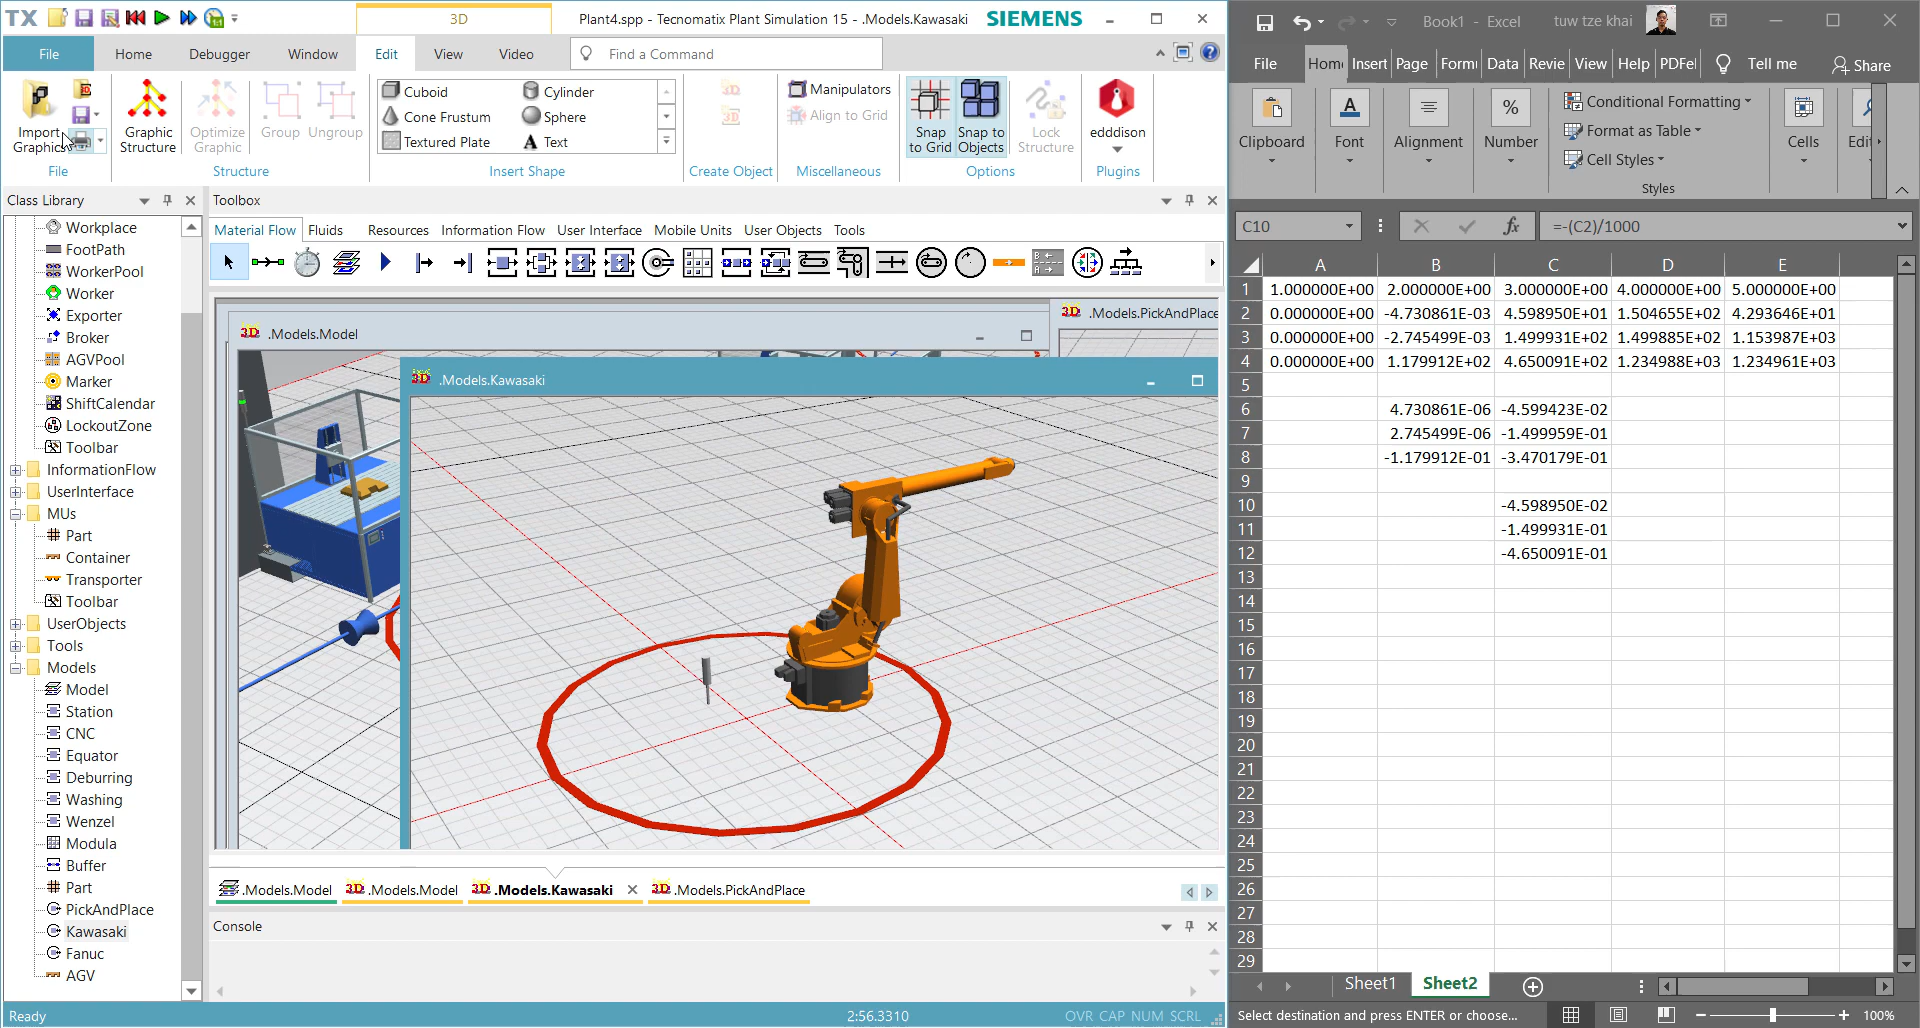 TX
3D
Plant4.spp - Tecnomatix Plant Simulation 15 - .Models.Kawasaki
SIEMENS
File Home Debugger Window Edit View Video
Find a Command
Import Graphics
File
Graphic Structure
Optimize Graphic
Group
Ungroup
Structure
Cuboid
Cylinder
Cone Frustum
Sphere
Textured Plate
A Text
Insert Shape
Create Object
Manipulators
Align to Grid
Miscellaneous
Snap to Grid
Snap to Objects
Lock Structure
Options
edddison
Plugins
Class Library
Workplace
FootPath
WorkerPool
Worker
Exporter
Broker
AGVPool
Marker
ShiftCalendar
LockoutZone
Toolbar
InformationFlow
UserInterface
MUs
Part
Container
Transporter
Toolbar
UserObjects
Tools
Models
Model
Station
CNC
Equator
Deburring
Washing
Wenzel
Modula
Buffer
Part
PickAndPlace
Kawasaki
Fanuc
AGV
Toolbox
Material Flow Fluids Resources Information Flow User Interface Mobile Units User Objects Tools
3D .Models.Model
3D .Models.PickAndPlace
3D .Models.Kawasaki
.Models.Model
3D .Models.Model
3D .Models.Kawasaki
3D .Models.PickAndPlace
Console
Ready
2:56.3310
OVR CAP NUM SCRL
Book1 - Excel
tuw tze khai
File Home Insert Page Formu Data Revie View Help PDFel Tell me Share
Clipboard
Font
Alignment
Number
Conditional Formatting
Format as Table
Cell Styles
Styles
Cells
Edit
C10
fx
=-(C2)/1000
A B C D E
1 1.000000E+00 2.000000E+00 3.000000E+00 4.000000E+00 5.000000E+00
2 0.000000E+00 -4.730861E-03 4.598950E+01 1.504655E+02 4.293646E+01
3 0.000000E+00 -2.745499E-03 1.499931E+02 1.499885E+02 1.153987E+03
4 0.000000E+00 1.179912E+02 4.650091E+02 1.234988E+03 1.234961E+03
5
6 4.730861E-06 -4.599423E-02
7 2.745499E-06 -1.499959E-01
8 -1.179912E-01 -3.470179E-01
9
10 -4.598950E-02
11 -1.499931E-01
12 -4.650091E-01
13
14
15
16
17
18
19
20
21
22
23
24
25
26
27
28
29
Sheet1 Sheet2
Select destination and press ENTER or choose...
100%